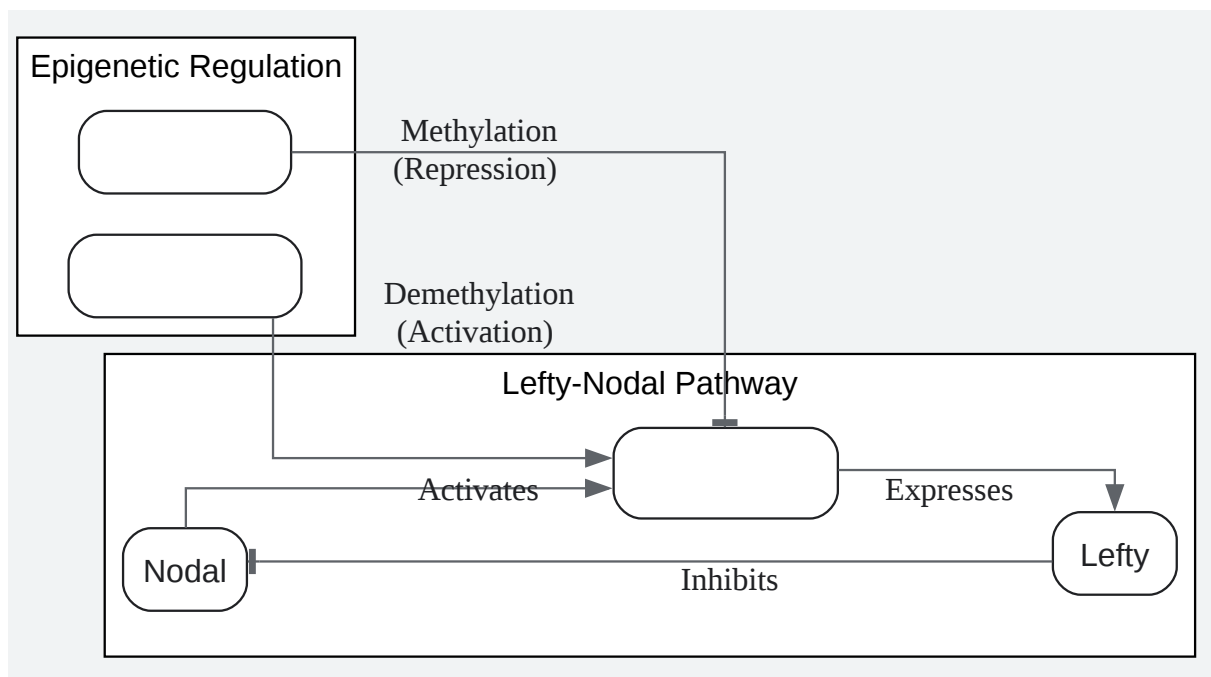 Epigenetic Regulation
Methylation
(Repression)
Demethylation
(Activation)
Lefty-Nodal Pathway
Activates
Expresses
Nodal
Lefty
Inhibits